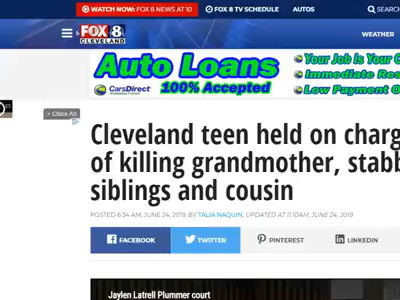 WATCH NOW: FOX 8 NEWS AT 10 FOX 8 TV SCHEDULE AUTOS SEARCH
FOX 8 CLEVELAND WEATHER
Auto Loans Your Job Is Your C
CarsDirect 100% Accepted Immediate Res
Low Payment O
Close Ad
Cleveland teen held on charg
of killing grandmother, stabb
siblings and cousin
POSTED 6:34 AM, JUNE 24, 2019, BY TALIA NAQUIN, UPDATED AT 11:10AM, JUNE 24, 2019
FACEBOOK TWITTER PINTEREST LINKEDIN
Jaylen Latrell Plummer court